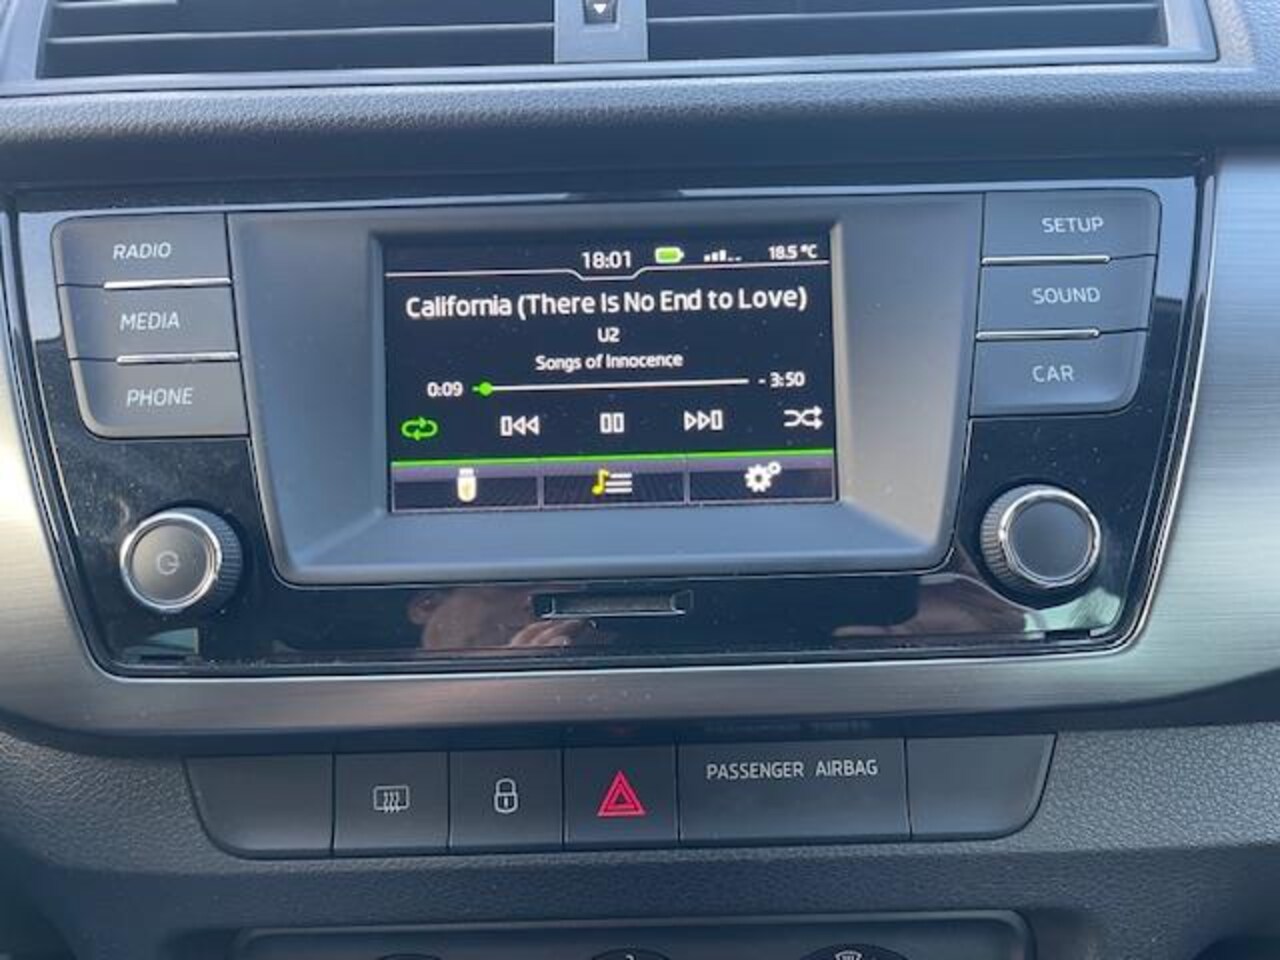 RADIO
MEDIA
PHONE
18:01
18.5 °C
California (There Is No End to Love)
U2
Songs of Innocence
0:09
- 3:50
SETUP
SOUND
CAR
PASSENGER AIRBAG